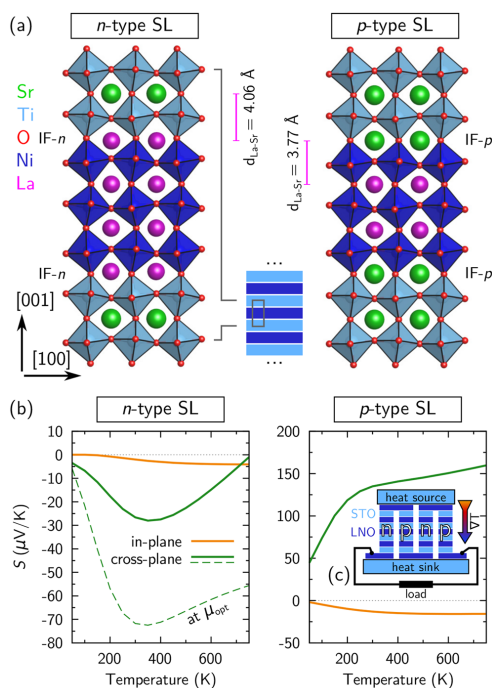 (a)
n-type SL
p-type SL
Sr
Ti
O
Ni
La
IF-n
IF-n
d_La-Sr = 4.06 Å
d_La-Sr = 3.77 Å
IF-p
IF-p
...
...
[001]
[100]
(b)
n-type SL
p-type SL
S (μV/K)
5
0
-10
-20
-30
-40
-50
-60
-70
-80
in-plane
cross-plane
at μ_opt
200 400 600
Temperature (K)
200
150
100
50
0
-50
heat source
STO
LNO
n p n p
∇T
(c)
heat sink
load
200 400 600
Temperature (K)